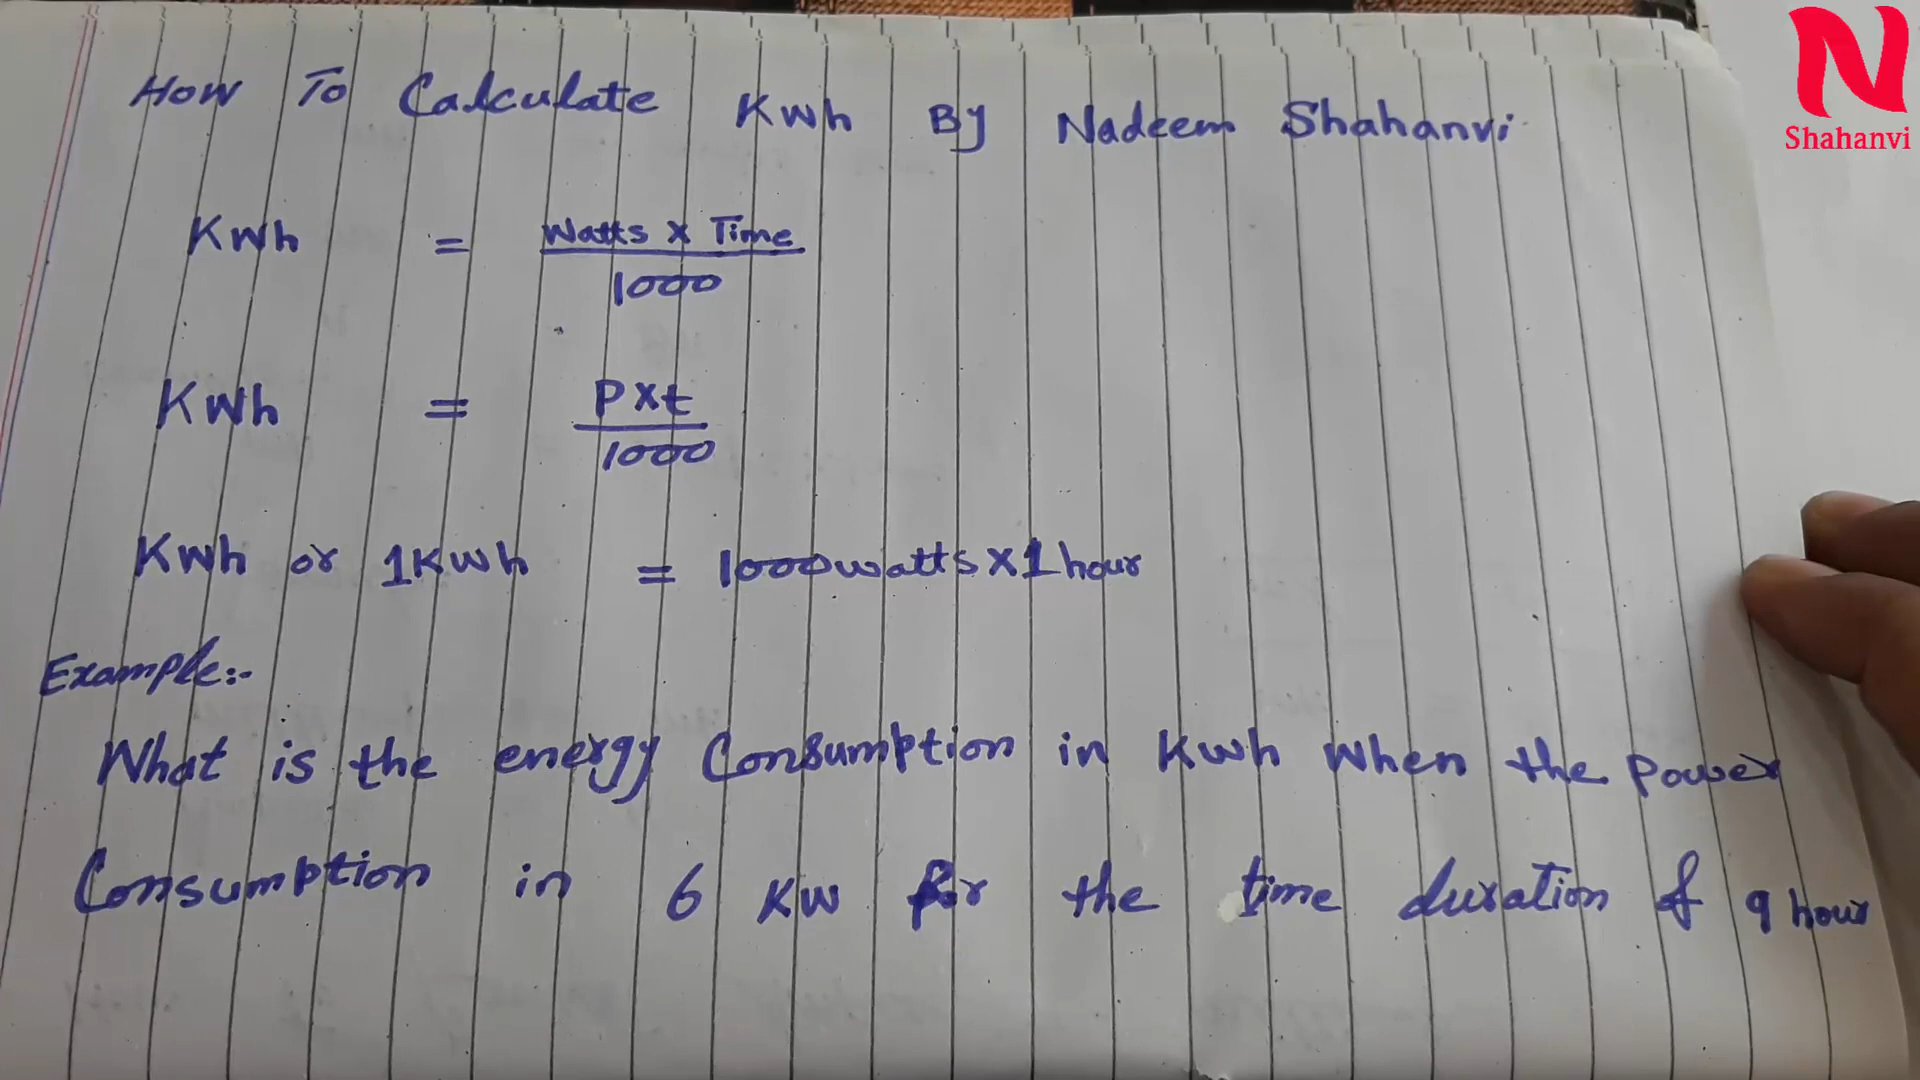 N
Shahanvi
How To Calculate Kwh By Nadeem Shahanvi
Kwh = Watts x Time
1000
Kwh = P x t
1000
Kwh or 1Kwh = 1000watts x 1 hour
Example:-
What is the energy Consumption in Kwh When the power
Consumption in 6 KW for the time duration of 9 hour